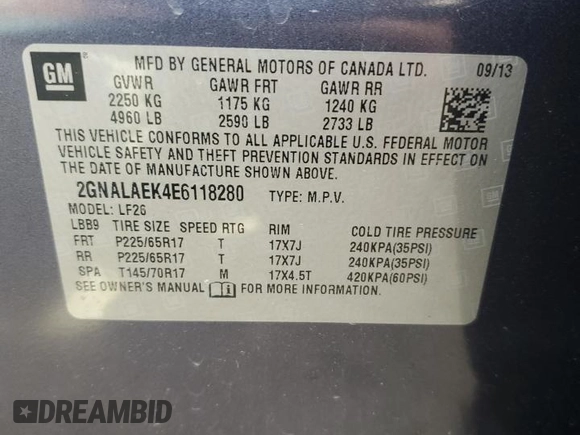 GM
MFD BY GENERAL MOTORS OF CANADA LTD. 09/13
GVWR GAWR FRT GAWR RR
2250 KG 1175 KG 1240 KG
4960 LB 2590 LB 2733 LB
THIS VEHICLE CONFORMS TO ALL APPLICABLE U.S. FEDERAL MOTOR
VEHICLE SAFETY AND THEFT PREVENTION STANDARDS IN EFFECT ON THE
DATE OF MANUFACTURE SHOWN ABOVE.
2GNALAEK4E6118280 TYPE: M.P.V.
MODEL: LF26
LBB9 TIRE SIZE SPEED RTG RIM COLD TIRE PRESSURE
FRT P225/65R17 T 17X7J 240KPA(35PSI)
RR P225/65R17 T 17X7J 240KPA(35PSI)
SPA T145/70R17 M 17X4.5T 420KPA(60PSI)
SEE OWNER'S MANUAL FOR MORE INFORMATION.
DREAMBID